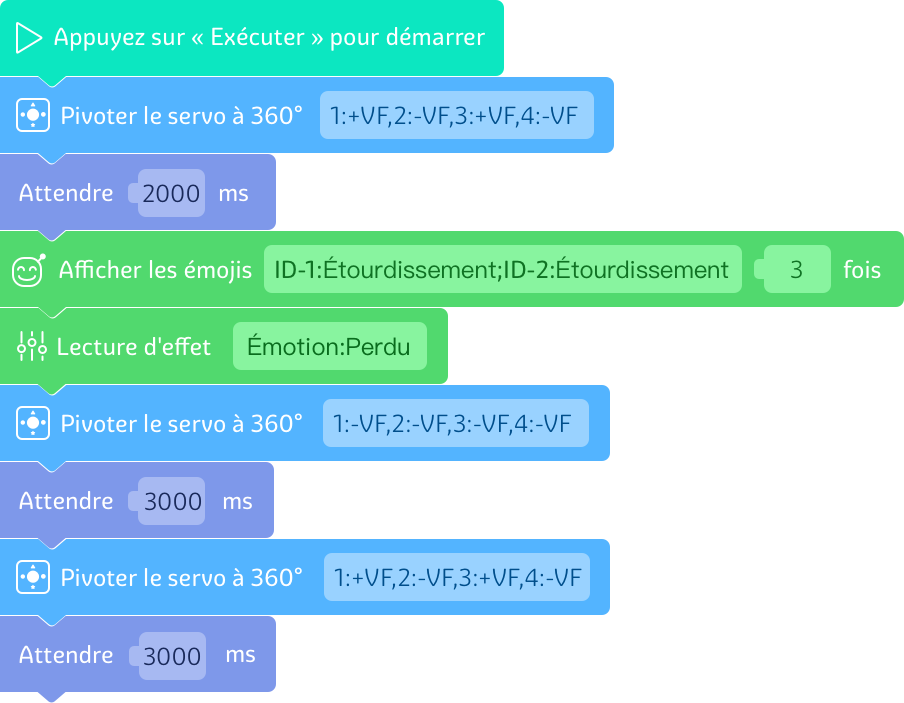 Appuyez sur « Exécuter » pour démarrer
Pivoter le servo à 360° 1:+VF,2:-VF,3:+VF,4:-VF
Attendre 2000 ms
Afficher les émojis ID-1:Étourdissement;ID-2:Étourdissement 3 fois
Lecture d'effet Émotion:Perdu
Pivoter le servo à 360° 1:-VF,2:-VF,3:-VF,4:-VF
Attendre 3000 ms
Pivoter le servo à 360° 1:+VF,2:-VF,3:+VF,4:-VF
Attendre 3000 ms